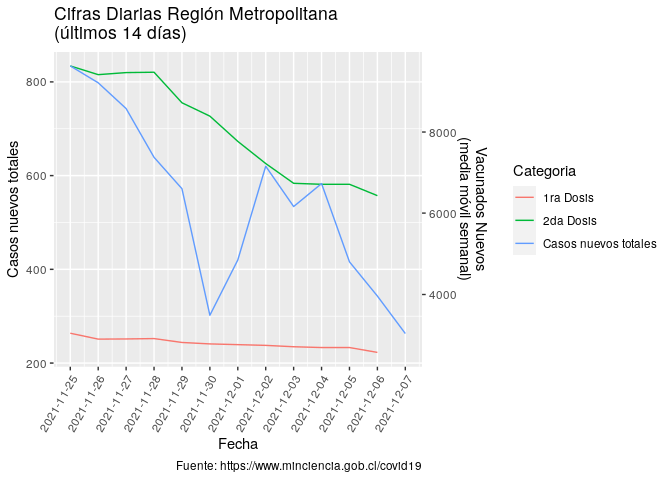 Cifras Diarias Región Metropolitana
(últimos 14 días)
800
600
400
200
Casos nuevos totales
8000
6000
4000
Vacunados Nuevos
(media móvil semanal)
2021-11-25
2021-11-26
2021-11-27
2021-11-28
2021-11-29
2021-11-30
2021-12-01
2021-12-02
2021-12-03
2021-12-04
2021-12-05
2021-12-06
2021-12-07
Fecha
Categoria
1ra Dosis
2da Dosis
Casos nuevos totales
Fuente: https://www.minciencia.gob.cl/covid19